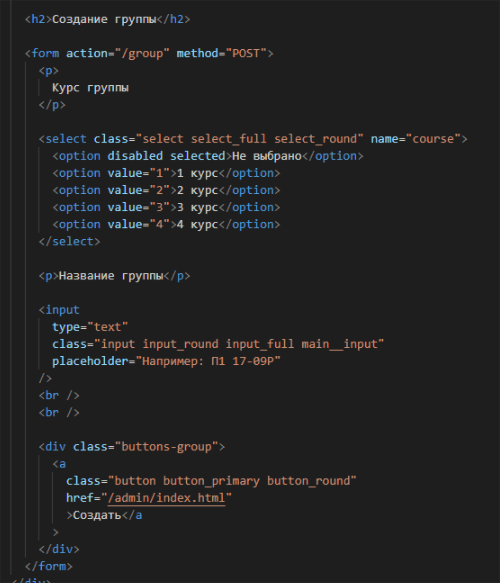 <h2>Создание группы</h2>
<form action="/group" method="POST">
<p>
Курс группы
</p>
<select class="select select_full select_round" name="course">
<option disabled selected>Не выбрано</option>
<option value="1">1 курс</option>
<option value="2">2 курс</option>
<option value="3">3 курс</option>
<option value="4">4 курс</option>
</select>
<p>Название группы</p>
<input
type="text"
class="input input_round input_full main__input"
placeholder="Например: П1 17-09Р"
/>
<br />
<br />
<div class="buttons-group">
<a
class="button button_primary button_round"
href="/admin/index.html"
>Создать</a
>
</div>
</form>
</div>